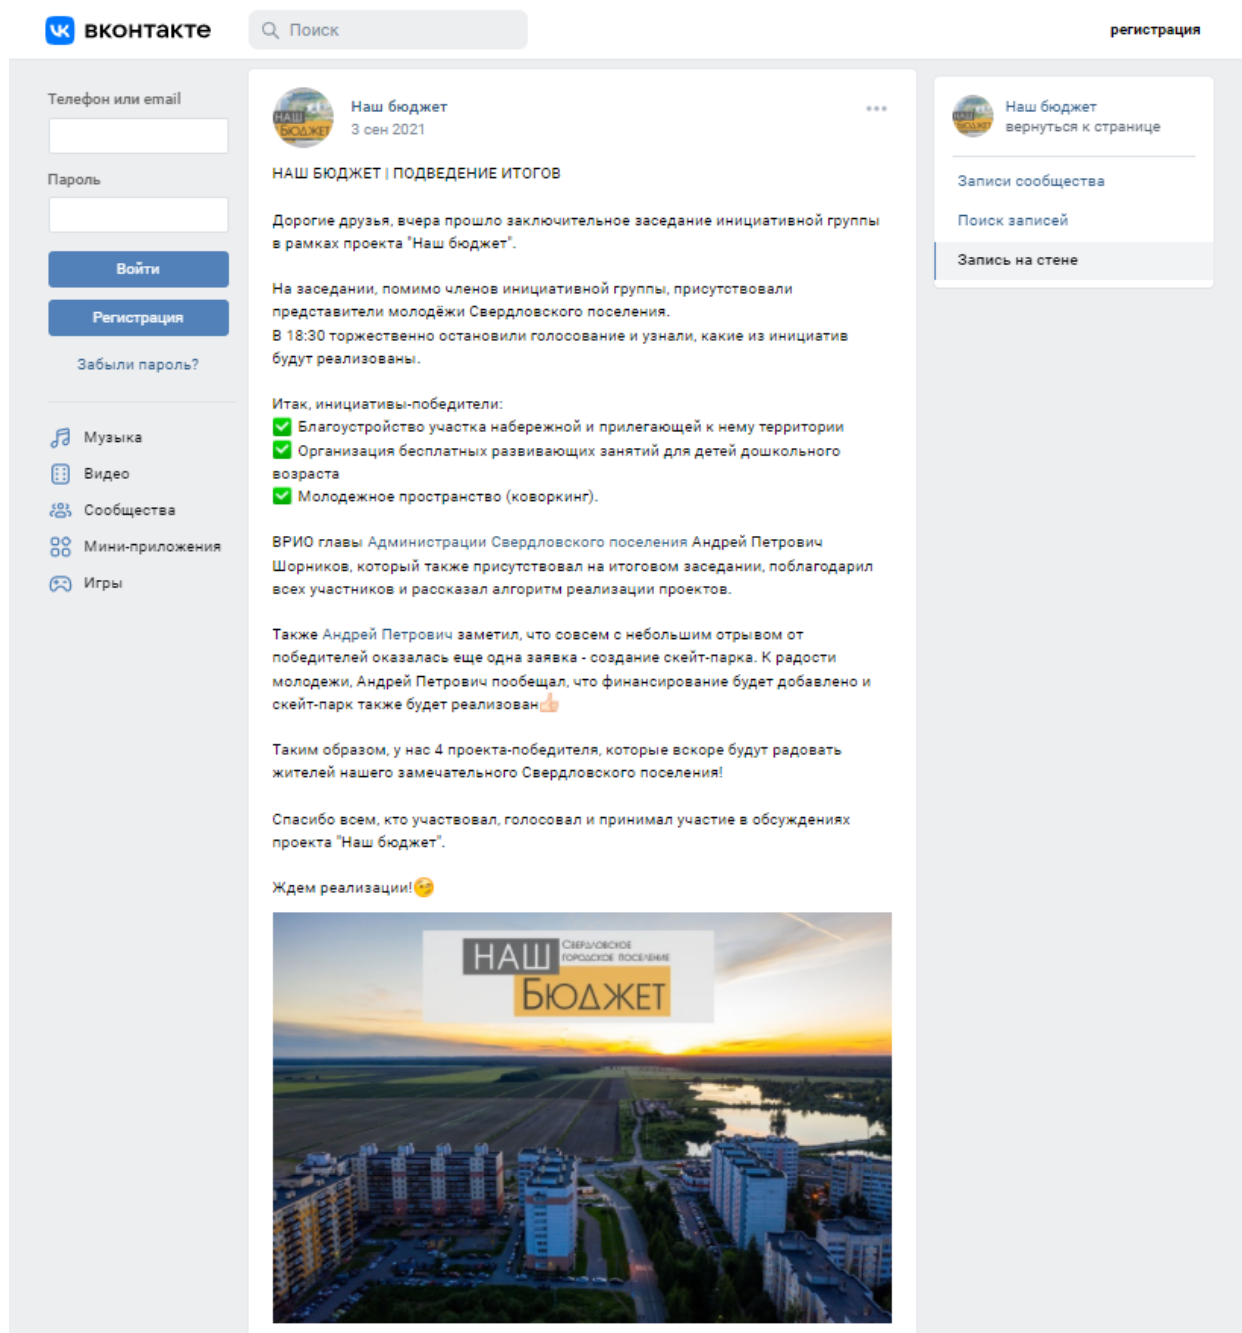 вконтакте
Поиск
регистрация
Телефон или email
Пароль
Войти
Регистрация
Забыли пароль?
Музыка
Видео
Сообщества
Мини-приложения
Игры
Наш бюджет
3 сен 2021
НАШ БЮДЖЕТ | ПОДВЕДЕНИЕ ИТОГОВ
Дорогие друзья, вчера прошло заключительное заседание инициативной группы
в рамках проекта "Наш бюджет".
На заседании, помимо членов инициативной группы, присутствовали
представители молодёжи Свердловского поселения.
В 18:30 торжественно остановили голосование и узнали, какие из инициатив
будут реализованы.
Итак, инициативы-победители:
✅ Благоустройство участка набережной и прилегающей к нему территории
✅ Организация бесплатных развивающих занятий для детей дошкольного
возраста
✅ Молодежное пространство (коворкинг).
ВРИО главы Администрации Свердловского поселения Андрей Петрович
Шорников, который также присутствовал на итоговом заседании, поблагодарил
всех участников и рассказал алгоритм реализации проектов.
Также Андрей Петрович заметил, что совсем с небольшим отрывом от
победителей оказалась еще одна заявка - создание скейт-парка. К радости
молодежи, Андрей Петрович пообещал, что финансирование будет добавлено и
скейт-парк также будет реализован👍🏻
Таким образом, у нас 4 проекта-победителя, которые вскоре будут радовать
жителей нашего замечательного Свердловского поселения!
Спасибо всем, кто участвовал, голосовал и принимал участие в обсуждениях
проекта "Наш бюджет".
Ждем реализации!
НАШ
Свердловское
городское поселение
Бюджет
Наш бюджет
вернуться к странице
Записи сообщества
Поиск записей
Запись на стене